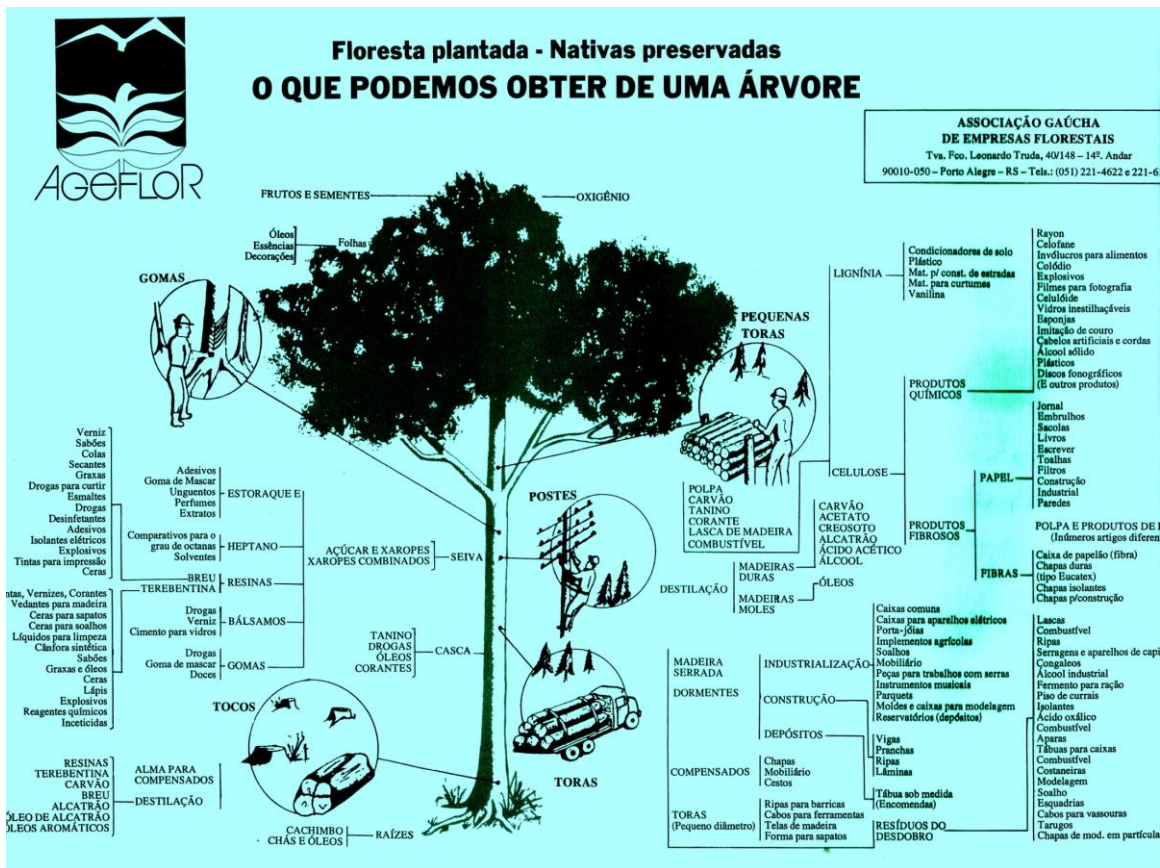 Floresta plantada - Nativas preservadas
O QUE PODEMOS OBTER DE UMA ÁRVORE
AGEFLOR
ASSOCIAÇÃO GAÚCHA
DE EMPRESAS FLORESTAIS
Tva. Fco. Leonardo Truda, 40/148 – 14º. Andar
90010-050 – Porto Alegre – RS – Tels.: (051) 221-4622 e 221-6
FRUTOS E SEMENTES
OXIGÊNIO
Óleos
Essências
Decorações
Folhas
GOMAS
PEQUENAS
TORAS
LIGNÍNIA
Condicionadores de solo
Plástico
Mat. p/ const. de estradas
Mat. para curtumes
Vanilina
Rayon
Celofane
Invólucros para alimentos
Colódio
Explosivos
Filmes para fotografia
Celulóide
Vidros inestilhaçáveis
Esponjas
Imitação de couro
Cabelos artificiais e cordas
Álcool sólido
Plásticos
Discos fonográficos
(E outros produtos)
PRODUTOS
QUÍMICOS
CELULOSE
PRODUTOS
FIBROSOS
PAPEL
Jornal
Embrulhos
Sacolas
Livros
Escrever
Toalhas
Filtros
Construção
Industrial
Paredes
POLPA E PRODUTOS DE
(Inúmeros artigos diferen
FIBRAS
Caixa de papelão (fibra)
Chapas duras
(tipo Eucatex)
Chapas isolantes
Chapas p/construção
POLPA
CARVÃO
TANINO
CORANTE
LASCA DE MADEIRA
COMBUSTÍVEL
DESTILAÇÃO
MADEIRAS
DURAS
CARVÃO
ACETATO
CREOSOTO
ALCATRÃO
ÁCIDO ACÉTICO
ÁLCOOL
MADEIRAS
MOLES
ÓLEOS
Verniz
Sabões
Colas
Secantes
Graxas
Drogas para curtir
Esmaltes
Drogas
Desinfetantes
Adesivos
Isolantes elétricos
Explosivos
Tintas para impressão
Ceras
Adesivos
Goma de Mascar
Unguentos
Perfumes
Extratos
ESTORAQUE E
Comparativos para o
grau de octanas
Solventes
HEPTANO
BREU
TEREBENTINA
RESINAS
ntas, Vernizes, Corantes
Vedantes para madeira
Ceras para sapatos
Ceras para soalhos
Líquidos para limpeza
Cânfora sintética
Sabões
Graxas e óleos
Ceras
Lápis
Explosivos
Reagentes químicos
Inceticidas
Drogas
Verniz
Cimento para vidros
BÁLSAMOS
Drogas
Goma de mascar
Doces
GOMAS
AÇÚCAR E XAROPES
XAROPES COMBINADOS
SEIVA
POSTES
TANINO
DROGAS
ÓLEOS
CORANTES
CASCA
TOCOS
TORAS
RESINAS
TEREBENTINA
CARVÃO
BREU
ALCATRÃO
ÓLEO DE ALCATRÃO
ÓLEOS AROMÁTICOS
ALMA PARA
COMPENSADOS
DESTILAÇÃO
CACHIMBO
CHÁS E ÓLEOS
RAÍZES
MADEIRA
SERRADA
DORMENTES
INDUSTRIALIZAÇÃO
Caixas comuns
Caixas para aparelhos elétricos
Porta-jóias
Implementos agrícolas
Soalhos
Mobiliário
Peças para trabalhos com serras
Instrumentos musicais
Parquets
Moldes e caixas para modelagem
Reservatórios (depósitos)
CONSTRUÇÃO
Vigas
Pranchas
Ripas
Lâminas
DEPÓSITOS
Tábua sob medida
(Encomendas)
COMPENSADOS
Chapas
Mobiliário
Cestos
TORAS
(Pequeno diâmetro)
Ripas para barricas
Cabos para ferramentas
Telas de madeira
Forma para sapatos
RESÍDUOS DO
DESDOBRO
Lascas
Combustível
Ripas
Serragens e aparelhos de capi
Congaleos
Álcool industrial
Fermento para ração
Piso de currais
Isolantes
Ácido oxálico
Combustível
Aparas
Tábuas para caixas
Combustível
Costaneiras
Modelagem
Soalho
Esquadrias
Cabos para vassouras
Tarugos
Chapas de mod. em partícula